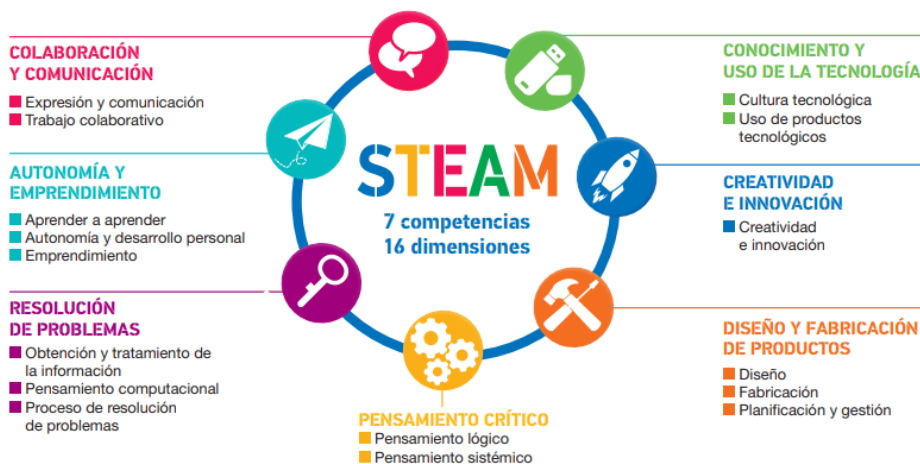 COLABORACIÓN
Y COMUNICACIÓN
Expresión y comunicación
Trabajo colaborativo
AUTONOMÍA Y
EMPRENDIMIENTO
Aprender a aprender
Autonomía y desarrollo personal
Emprendimiento
RESOLUCIÓN
DE PROBLEMAS
Obtención y tratamiento de
la información
Pensamiento computacional
Proceso de resolución
de problemas
STEAM
7 competencias
16 dimensiones
PENSAMIENTO CRÍTICO
Pensamiento lógico
Pensamiento sistémico
CONOCIMIENTO Y
USO DE LA TECNOLOGÍA
Cultura tecnológica
Uso de productos
tecnológicos
CREATIVIDAD
E INNOVACIÓN
Creatividad
e innovación
DISEÑO Y FABRICACIÓN
DE PRODUCTOS
Diseño
Fabricación
Planificación y gestión